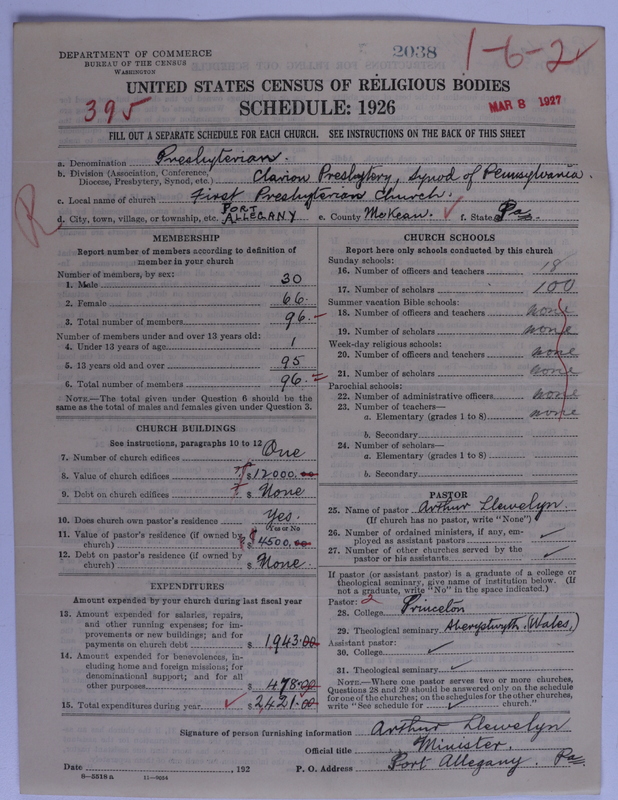 2038
1-6-2
DEPARTMENT OF COMMERCE
BUREAU OF THE CENSUS
WASHINGTON
UNITED STATES CENSUS OF RELIGIOUS BODIES
395
SCHEDULE: 1926
MAR 8 1927
FILL OUT A SEPARATE SCHEDULE FOR EACH CHURCH. SEE INSTRUCTIONS ON THE BACK OF THIS SHEET
a. Denomination Presbyterian.
b. Division (Association, Conference, Diocese, Presbytery, Synod, etc.) Clarion Presbytery, Synod of Pennsylvania.
c. Local name of church First Presbyterian Church.
R
d. City, town, village, or township, etc. PORT ALLEGANY e. County McKean. f. State Pa.
MEMBERSHIP
Report number of members according to definition of
member in your church
Number of members, by sex:
1. Male 30
2. Female 66
3. Total number of members 96
Number of members under and over 13 years old:
4. Under 13 years of age 1
5. 13 years old and over 95
6. Total number of members 96
NOTE.—The total given under Question 6 should be
same as the total of males and females given under Question 3.
CHURCH BUILDINGS
See instructions, paragraphs 10 to 12
7. Number of church edifices One
8. Value of church edifices $12000.00
9. Debt on church edifices $ None
10. Does church own pastor's residence Yes.
Yes or No
11. Value of pastor's residence (if owned by
church) $4500.00
12. Debt on pastor's residence (if owned by
church) $ None.
EXPENDITURES
Amount expended by your church during last fiscal year
13. Amount expended for salaries, repairs,
and other running expenses; for im-
provements or new buildings; and for
payments on church debt $1,943.00
14. Amount expended for benevolences, in-
cluding home and foreign missions; for
denominational support; and for all
other purposes $478.00
15. Total expenditures during year $2421.00
CHURCH SCHOOLS
Report here only schools conducted by this church
Sunday schools:
16. Number of officers and teachers 18
17. Number of scholars 100
Summer vacation Bible schools:
18. Number of officers and teachers none
19. Number of scholars none
Week-day religious schools:
20. Number of officers and teachers none
21. Number of scholars none
Parochial schools:
22. Number of administrative officers none
23. Number of teachers—
a. Elementary (grades 1 to 8) none
b. Secondary
24. Number of scholars—
a. Elementary (grades 1 to 8)
b. Secondary
PASTOR
25. Name of pastor Arthur Llewelyn.
(If church has no pastor, write "None")
26. Number of ordained ministers, if any, em-
ployed as assistant pastors
27. Number of other churches served by the
pastor or his assistants
If pastor (or assistant pastor) is a graduate of a college or
theological seminary, give name of institution below. (If
not a graduate, write "No" in the space indicated.)
Pastor: 2
28. College Princeton
29. Theological seminary Aberystwyth (Wales.)
Assistant pastor:
30. College
31. Theological seminary
NOTE.—Where one pastor serves two or more churches,
Questions 28 and 29 should be answered only on the schedule
for one of the churches; on the schedules for the other churches,
write "See schedule for church."
Signature of person furnishing information Arthur Llewelyn
Official title Minister.
Date , 192 P. O. Address Port Allegany. Pa
6-5518a 11-9054